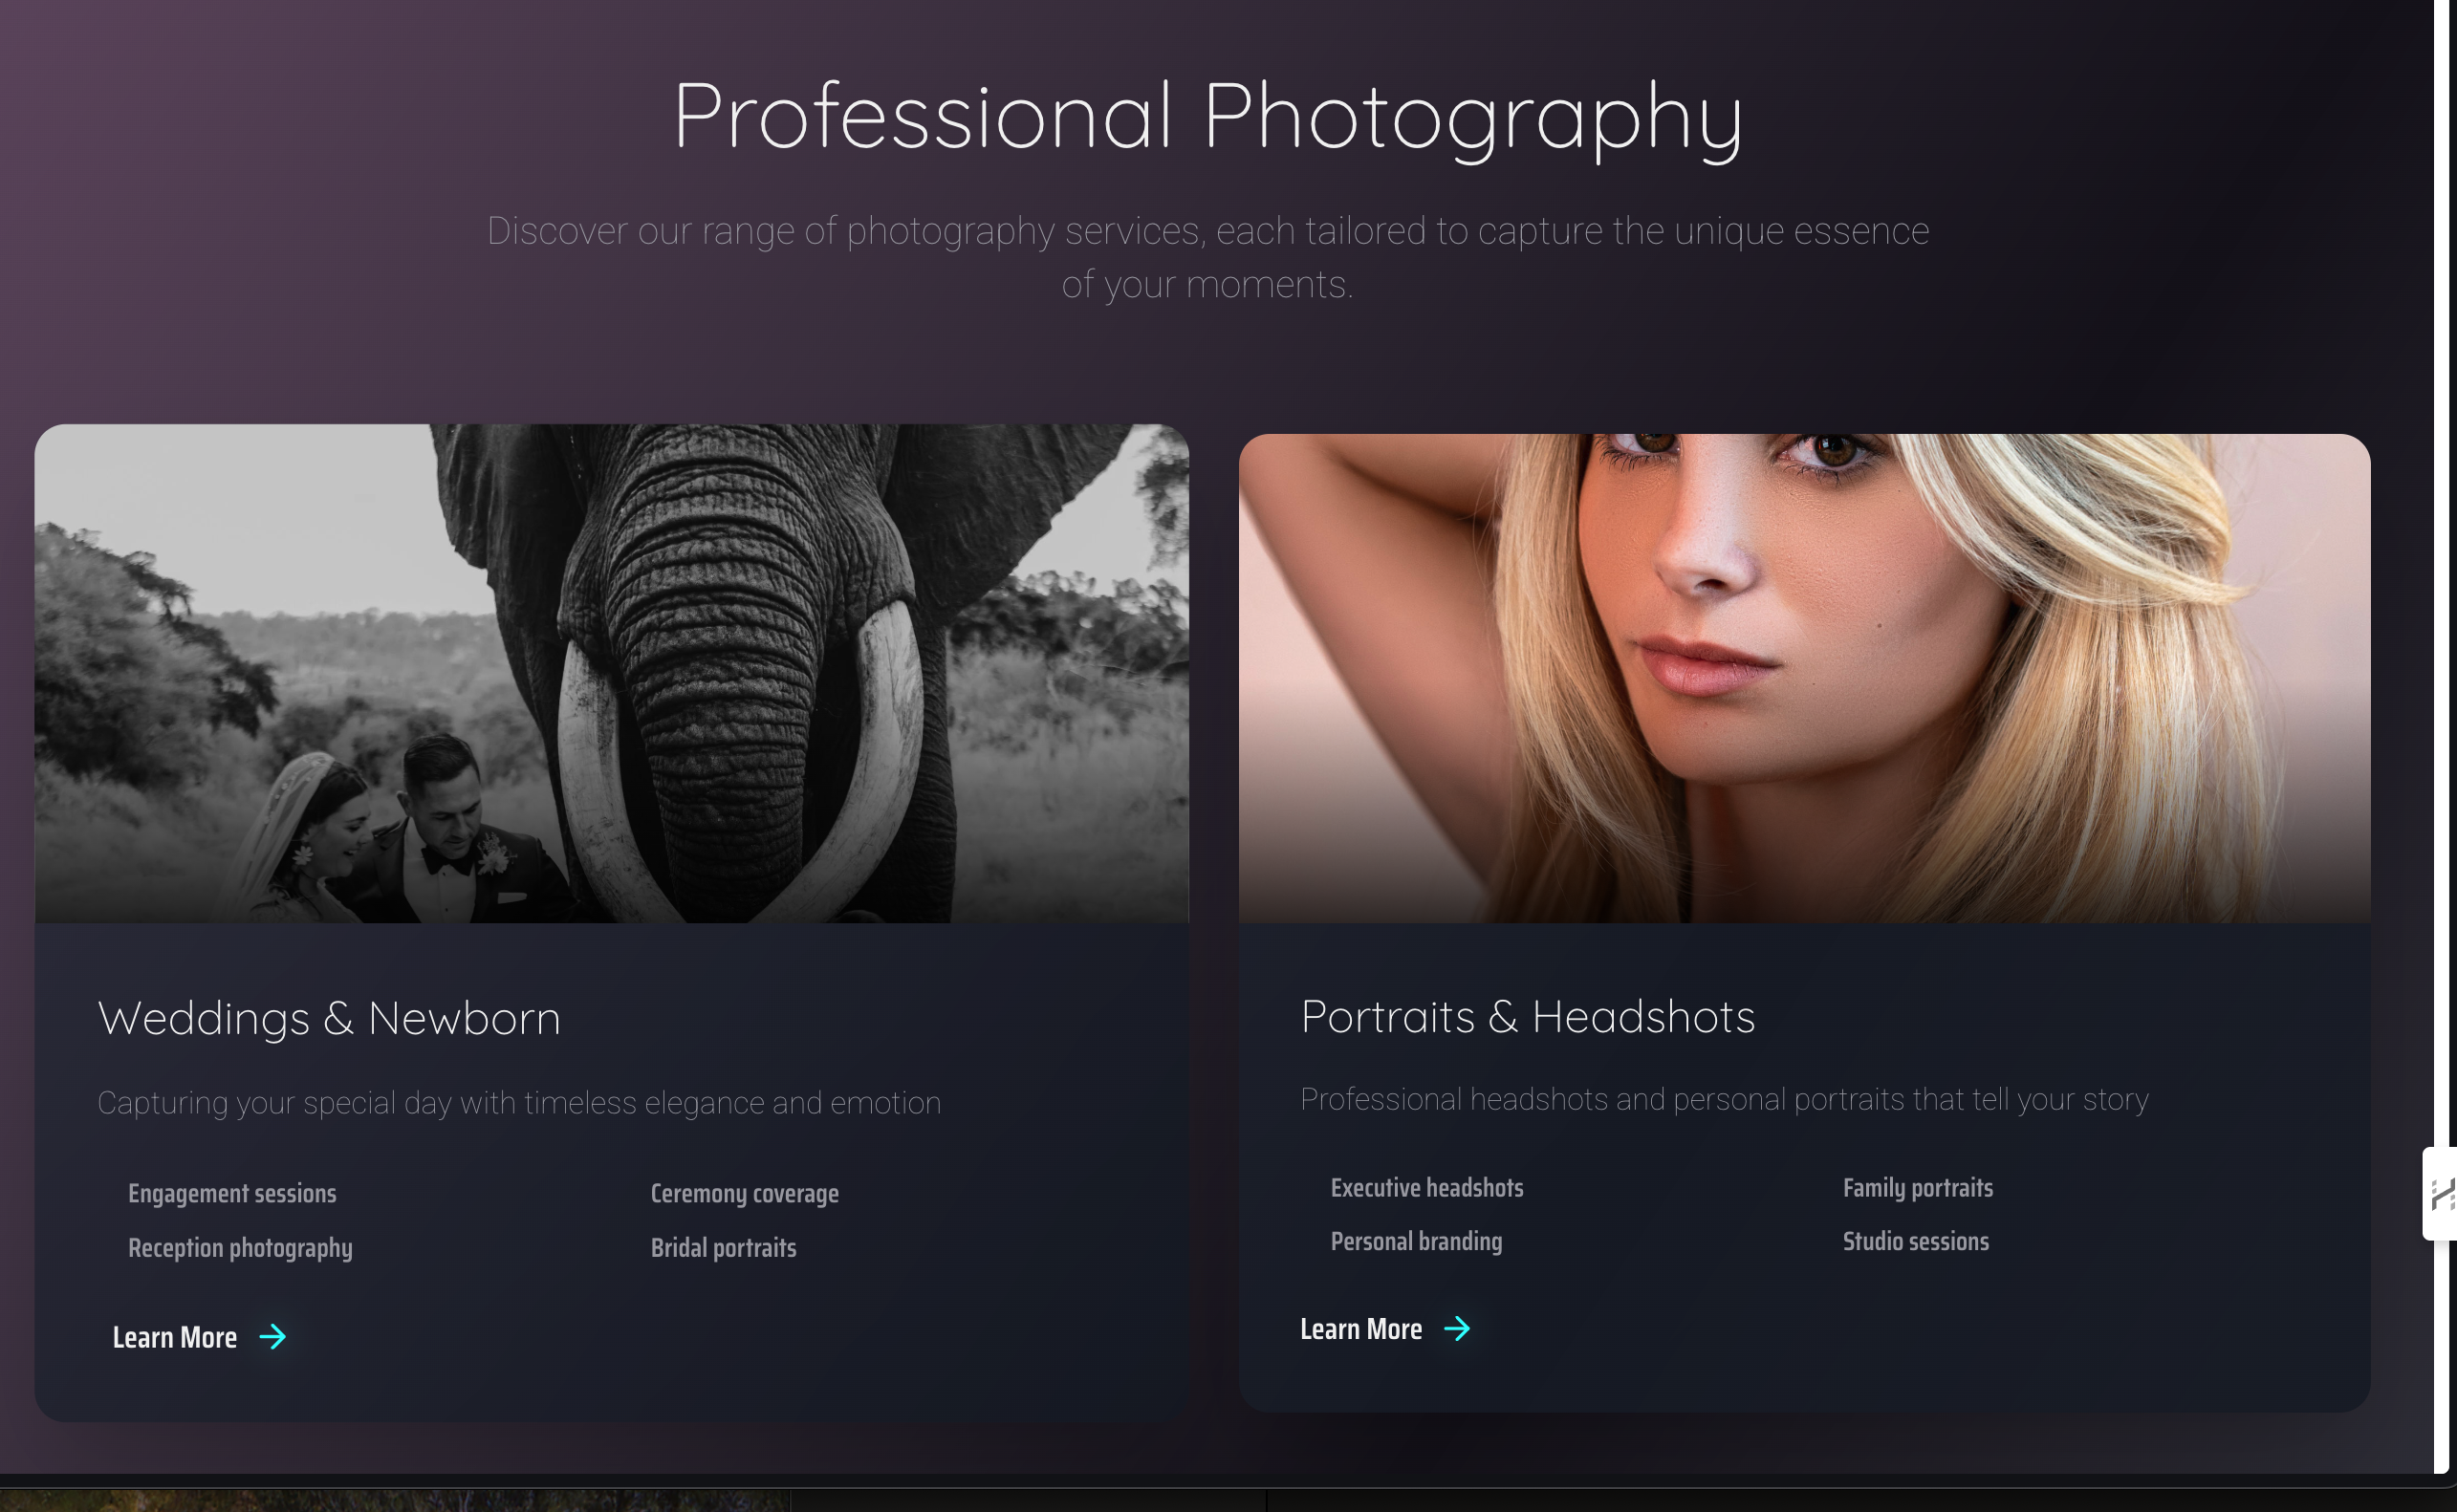 Professional Photography
Discover our range of photography services, each tailored to capture the unique essence
of your moments.
Weddings & Newborn
Capturing your special day with timeless elegance and emotion
Engagement sessions
Ceremony coverage
Reception photography
Bridal portraits
Learn More
Portraits & Headshots
Professional headshots and personal portraits that tell your story
Executive headshots
Family portraits
Personal branding
Studio sessions
Learn More